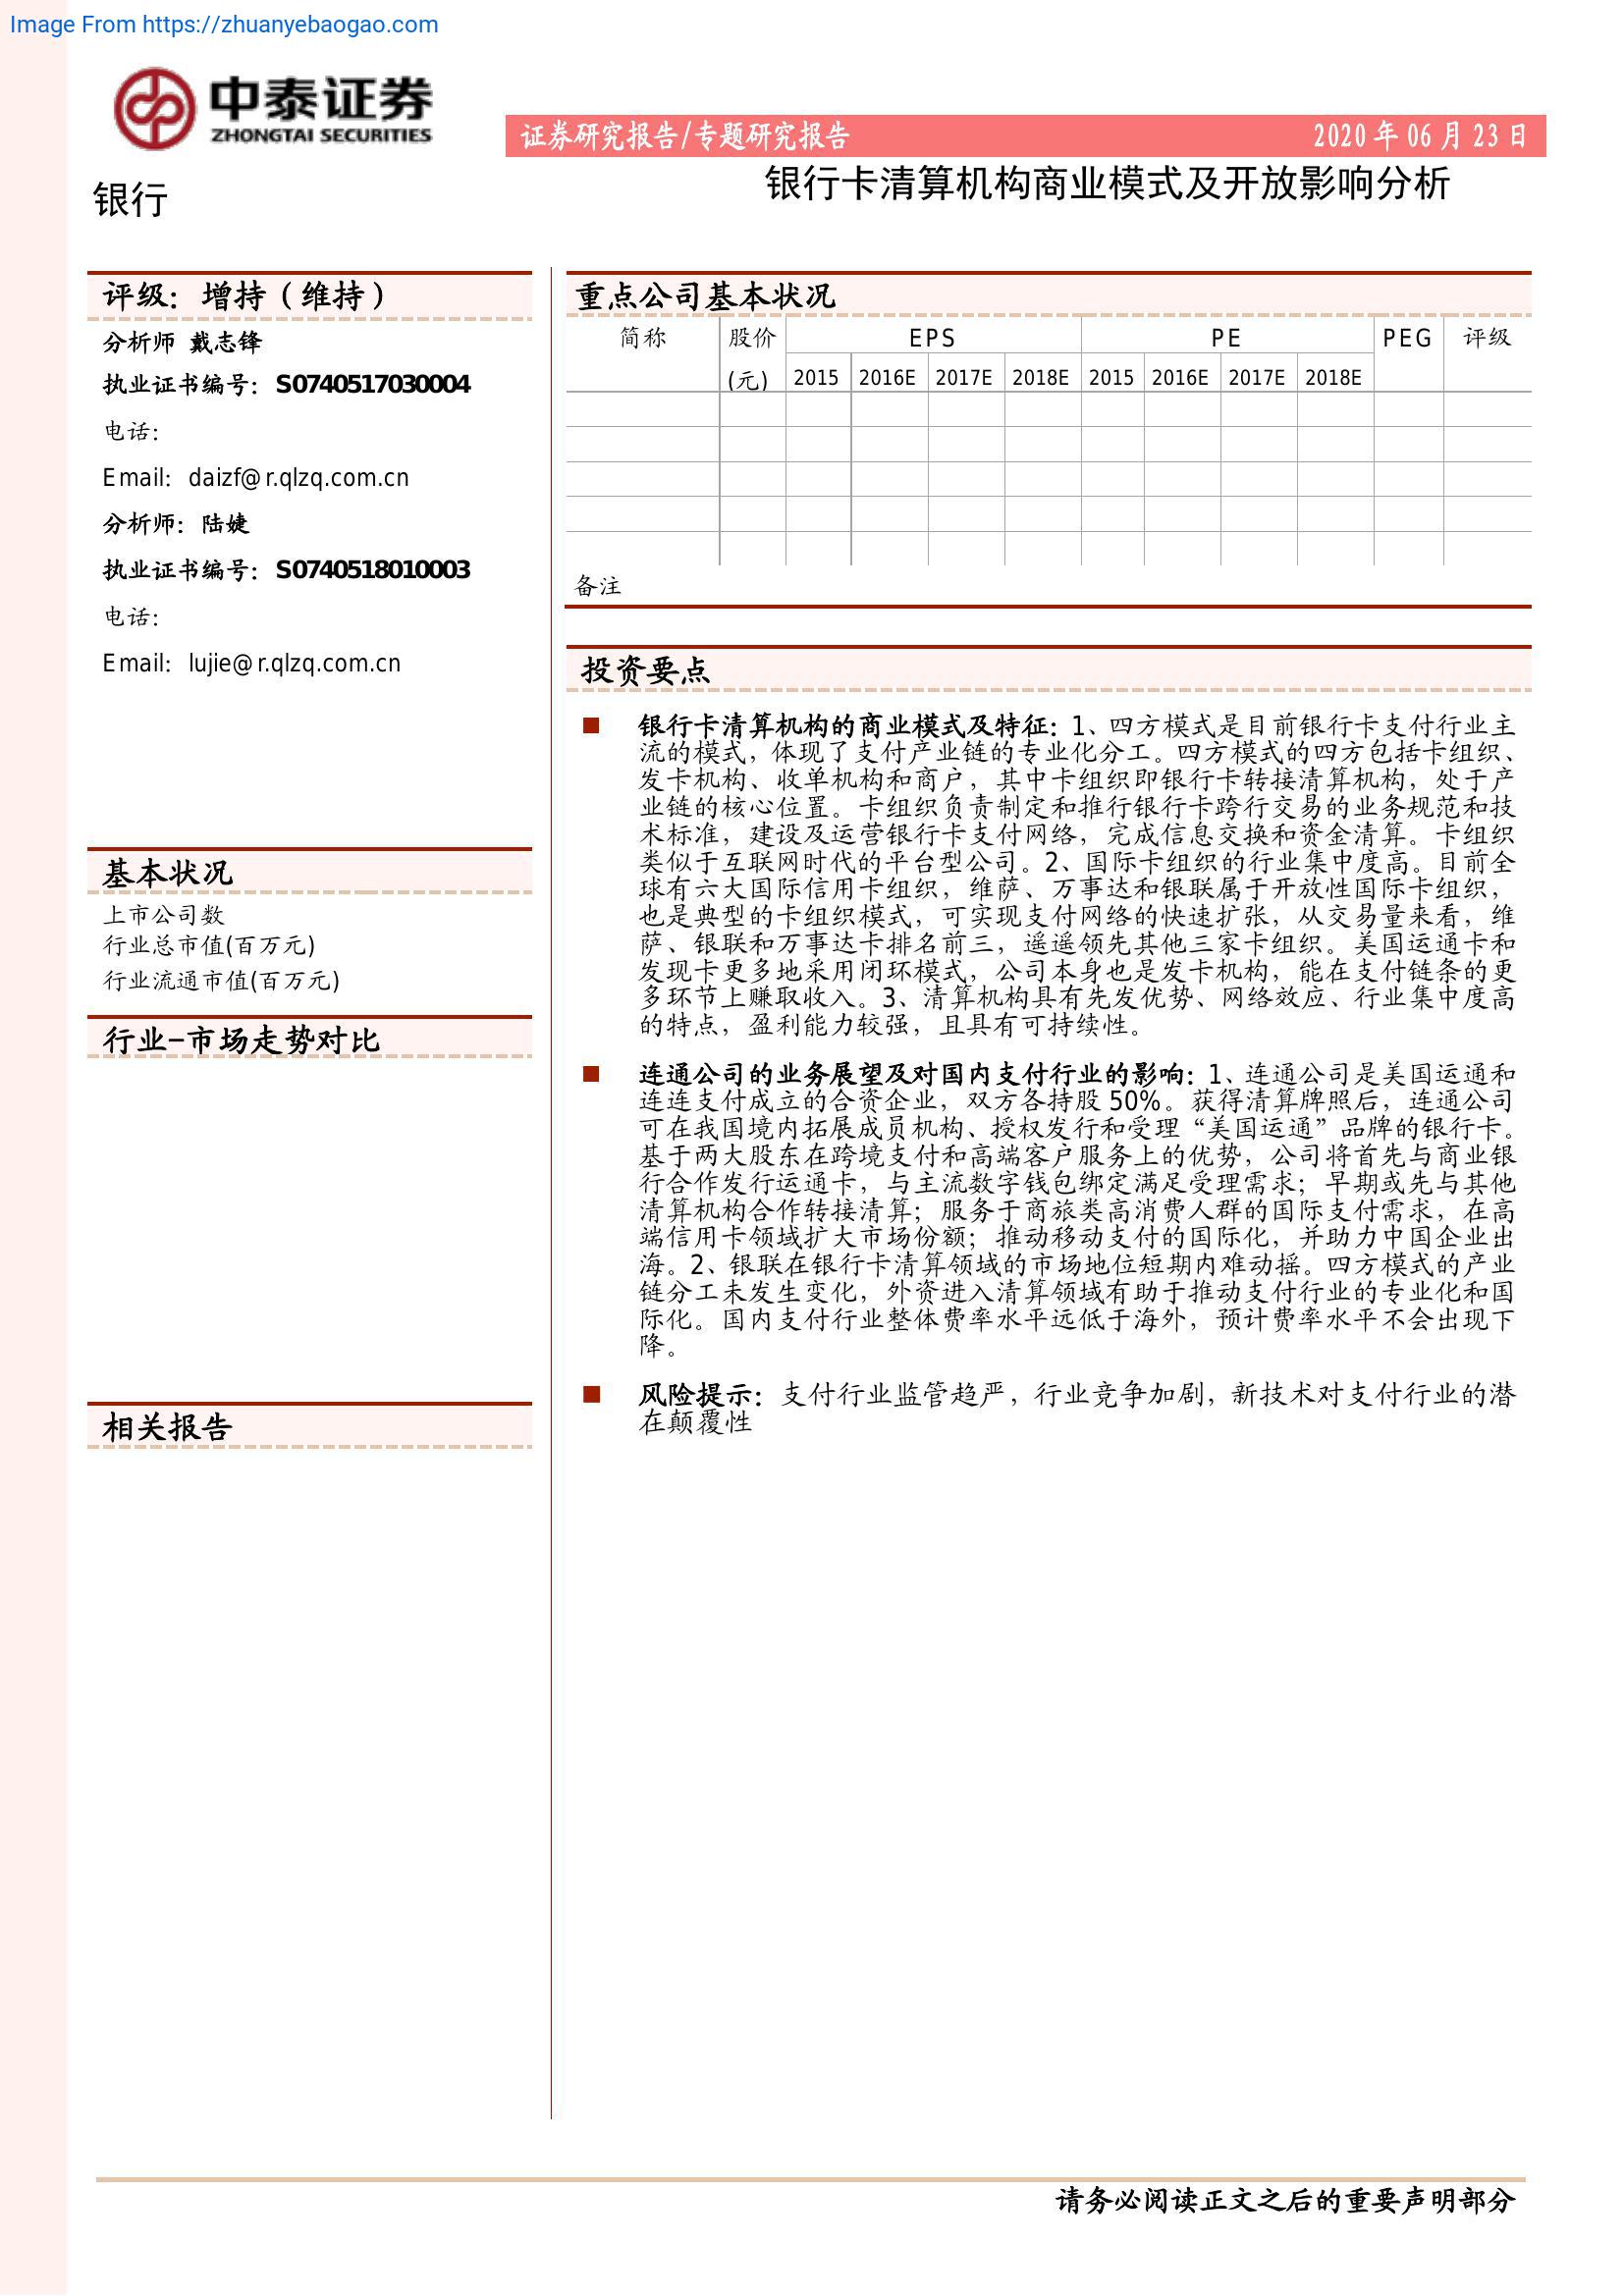 Image From https://zhuanyebaogao.com
中泰证券
ZHONGTAI SECURITIES
证券研究报告/专题研究报告
2020 年 06 月 23 日
银行
银行卡清算机构商业模式及开放影响分析
评级：增持（维持）
分析师 戴志锋
执业证书编号：S0740517030004
电话：
Email：daizf@r.qlzq.com.cn
分析师：陆婕
执业证书编号：S0740518010003
电话：
Email：lujie@r.qlzq.com.cn
基本状况
上市公司数
行业总市值(百万元)
行业流通市值(百万元)
行业-市场走势对比
相关报告
重点公司基本状况
简称 股价 EPS PE PEG 评级
(元) 2015 2016E 2017E 2018E 2015 2016E 2017E 2018E
备注
投资要点
银行卡清算机构的商业模式及特征：1、四方模式是目前银行卡支付行业主
流的模式，体现了支付产业链的专业化分工。四方模式的四方包括卡组织、
发卡机构、收单机构和商户，其中卡组织即银行卡转接清算机构，处于产
业链的核心位置。卡组织负责制定和推行银行卡跨行交易的业务规范和技
术标准，建设及运营银行卡支付网络，完成信息交换和资金清算。卡组织
类似于互联网时代的平台型公司。2、国际卡组织的行业集中度高。目前全
球有六大国际信用卡组织，维萨、万事达和银联属于开放性国际卡组织，
也是典型的卡组织模式，可实现支付网络的快速扩张，从交易量来看，维
萨、银联和万事达卡排名前三，遥遥领先其他三家卡组织。美国运通卡和
发现卡更多地采用闭环模式，公司本身也是发卡机构，能在支付链条的更
多环节上赚取收入。3、清算机构具有先发优势、网络效应、行业集中度高
的特点，盈利能力较强，且具有可持续性。
连通公司的业务展望及对国内支付行业的影响：1、连通公司是美国运通和
连连支付成立的合资企业，双方各持股 50%。获得清算牌照后，连通公司
可在我国境内拓展成员机构、授权发行和受理“美国运通”品牌的银行卡。
基于两大股东在跨境支付和高端客户服务上的优势，公司将首先与商业银
行合作发行运通卡，与主流数字钱包绑定满足受理需求；早期或先与其他
清算机构合作转接清算；服务于商旅类高消费人群的国际支付需求，在高
端信用卡领域扩大市场份额；推动移动支付的国际化，并助力中国企业出
海。2、银联在银行卡清算领域的市场地位短期内难动摇。四方模式的产业
链分工未发生变化，外资进入清算领域有助于推动支付行业的专业化和国
际化。国内支付行业整体费率水平远低于海外，预计费率水平不会出现下
降。
风险提示：支付行业监管趋严，行业竞争加剧，新技术对支付行业的潜
在颠覆性
请务必阅读正文之后的重要声明部分